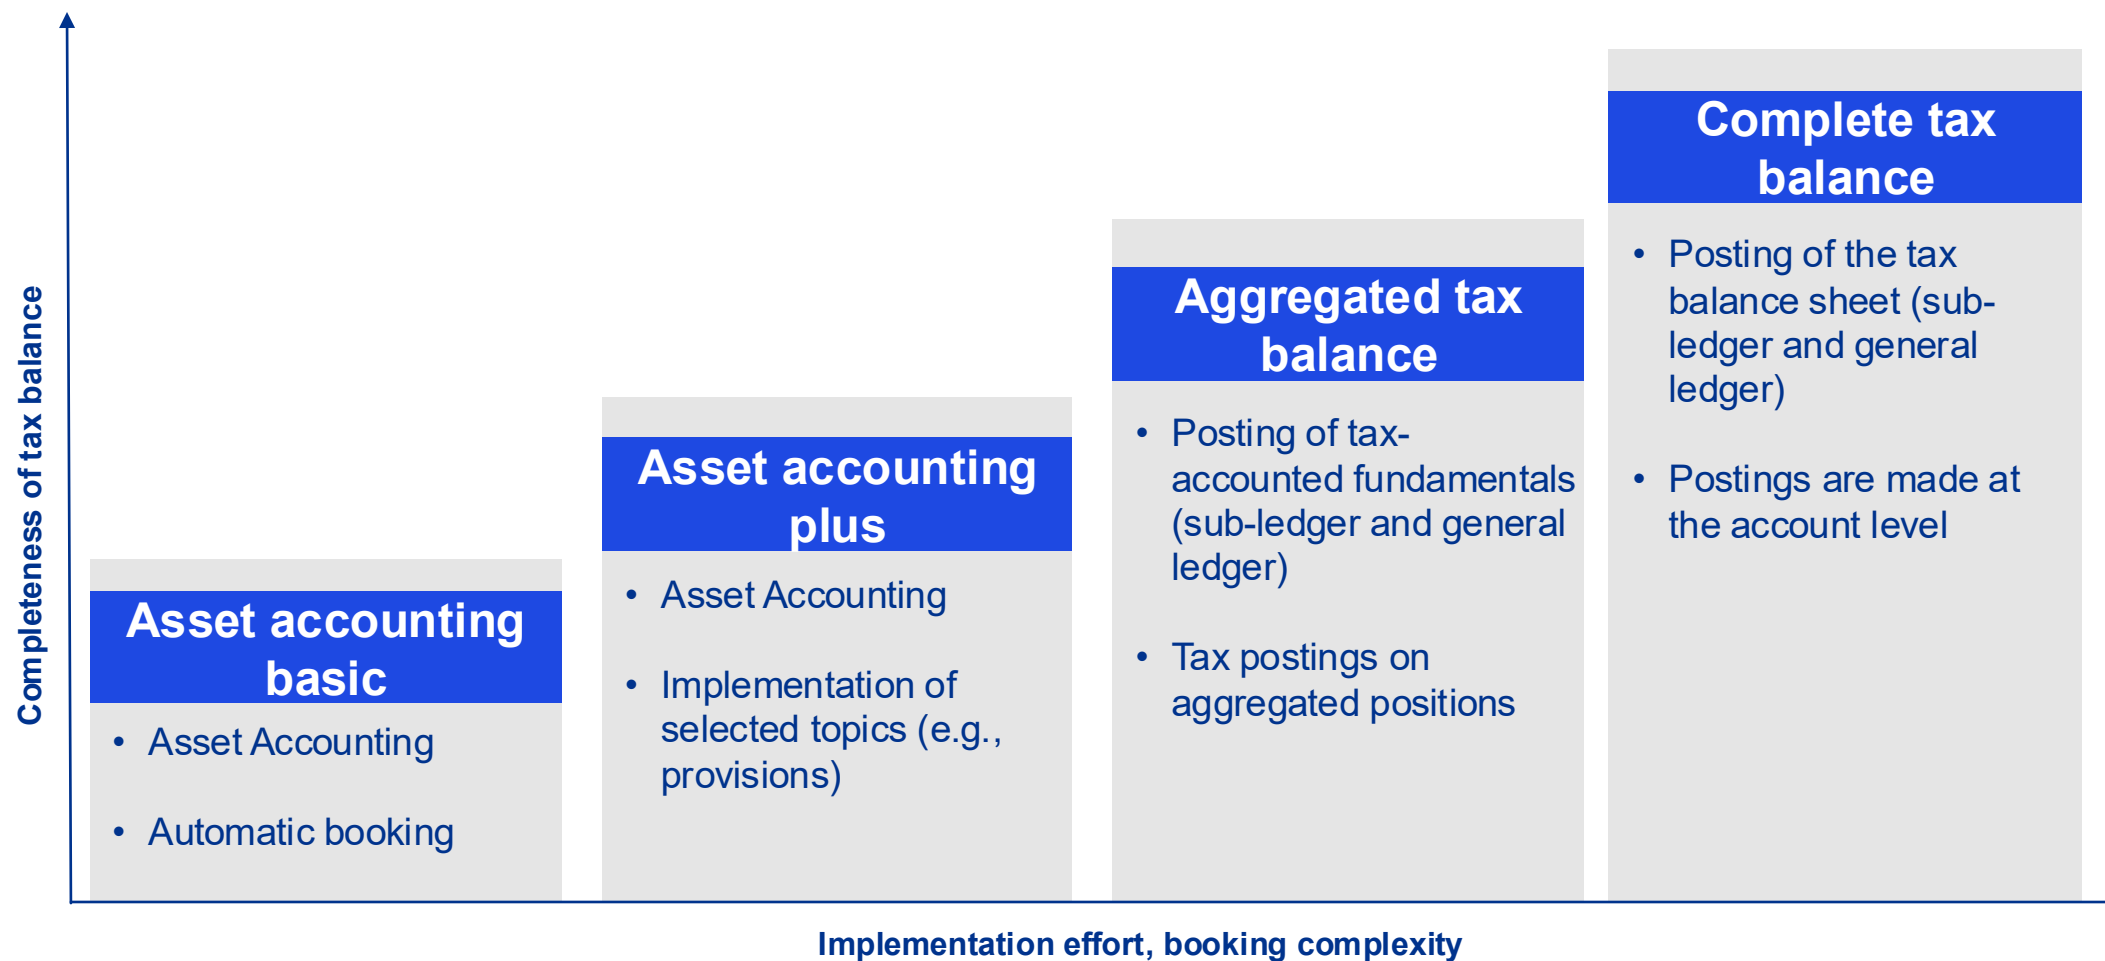 Completeness of tax balance
Asset accounting
basic
• Asset Accounting
• Automatic booking
Asset accounting
plus
• Asset Accounting
• Implementation of
selected topics (e.g.,
provisions)
Aggregated tax
balance
• Posting of tax-
accounted fundamentals
(sub-ledger and general
ledger)
• Tax postings on
aggregated positions
Complete tax
balance
• Posting of the tax
balance sheet (sub-
ledger and general
ledger)
• Postings are made at
the account level
Implementation effort, booking complexity